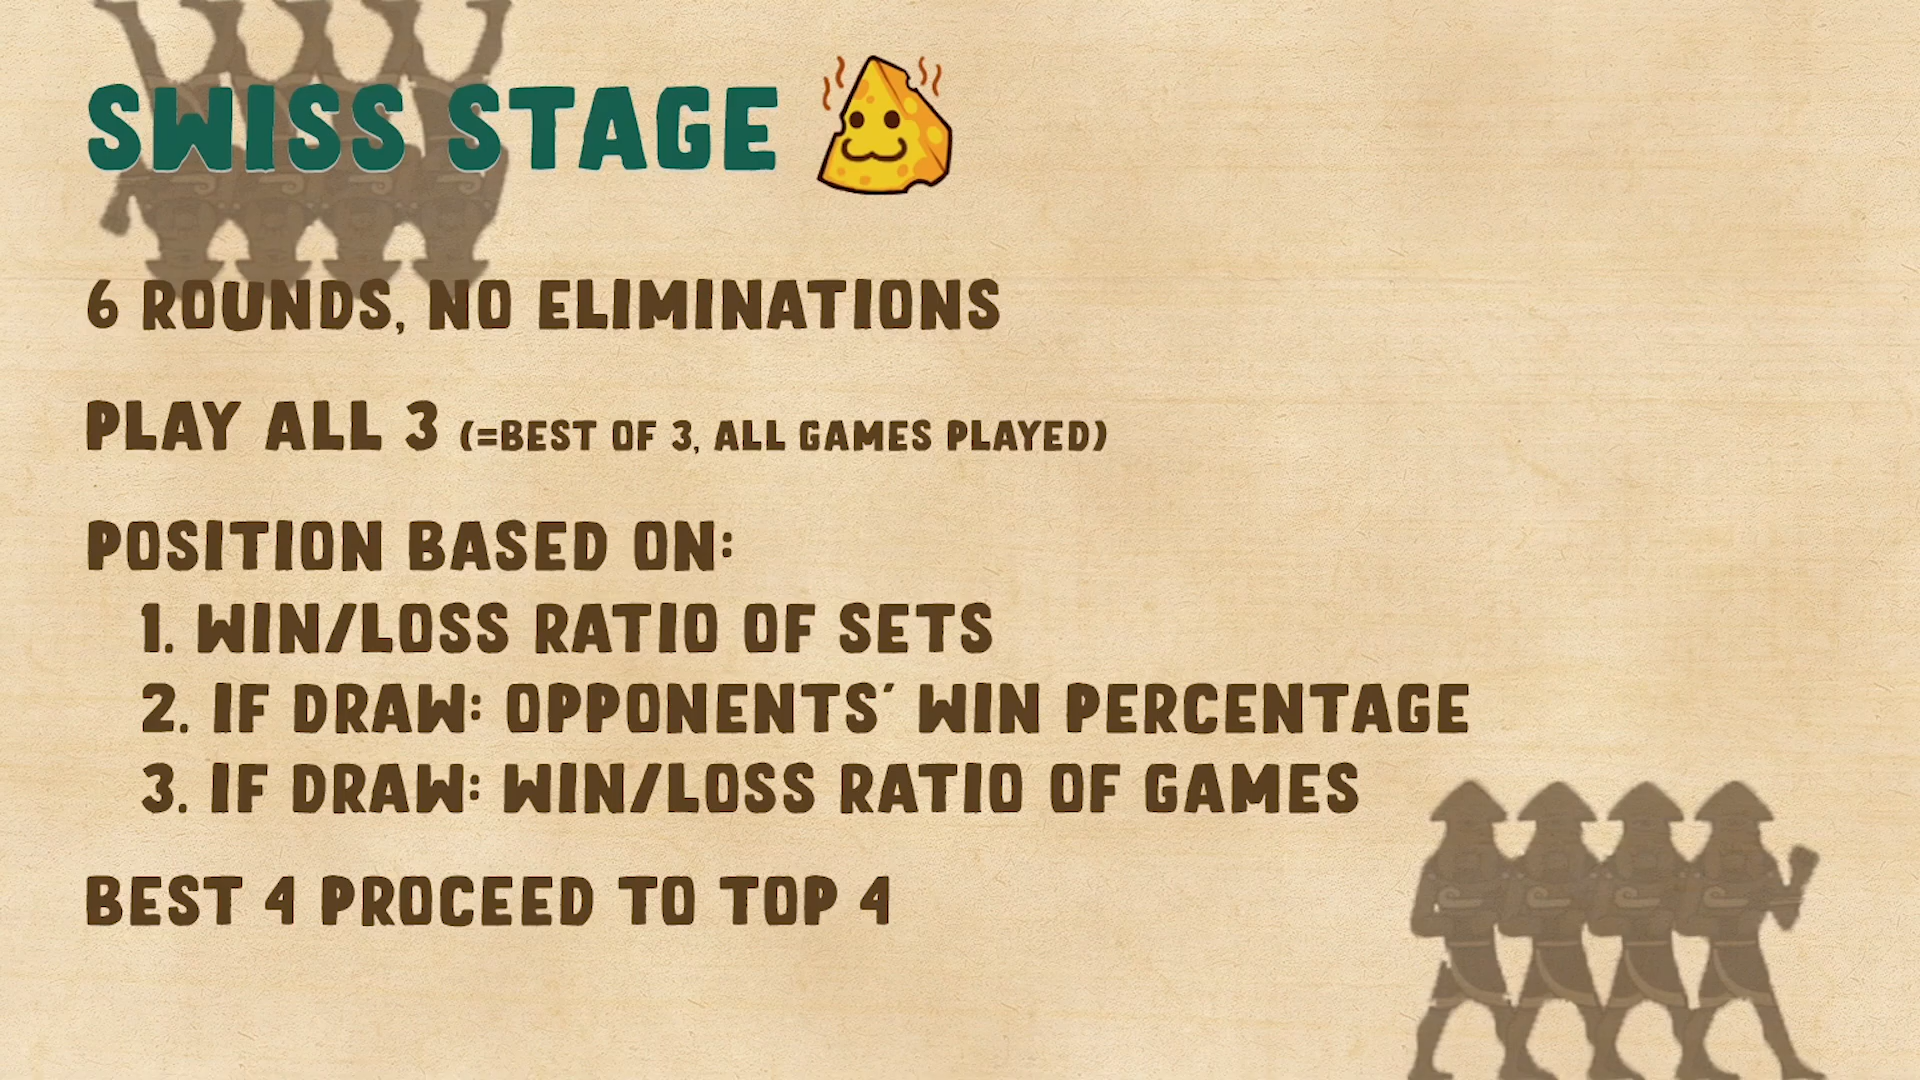 SWISS STAGE
6 ROUNDS, NO ELIMINATIONS
PLAY ALL 3 (=BEST OF 3, ALL GAMES PLAYED)
POSITION BASED ON:
1. WIN/LOSS RATIO OF SETS
2. IF DRAW: OPPONENTS' WIN PERCENTAGE
3. IF DRAW: WIN/LOSS RATIO OF GAMES
BEST 4 PROCEED TO TOP 4